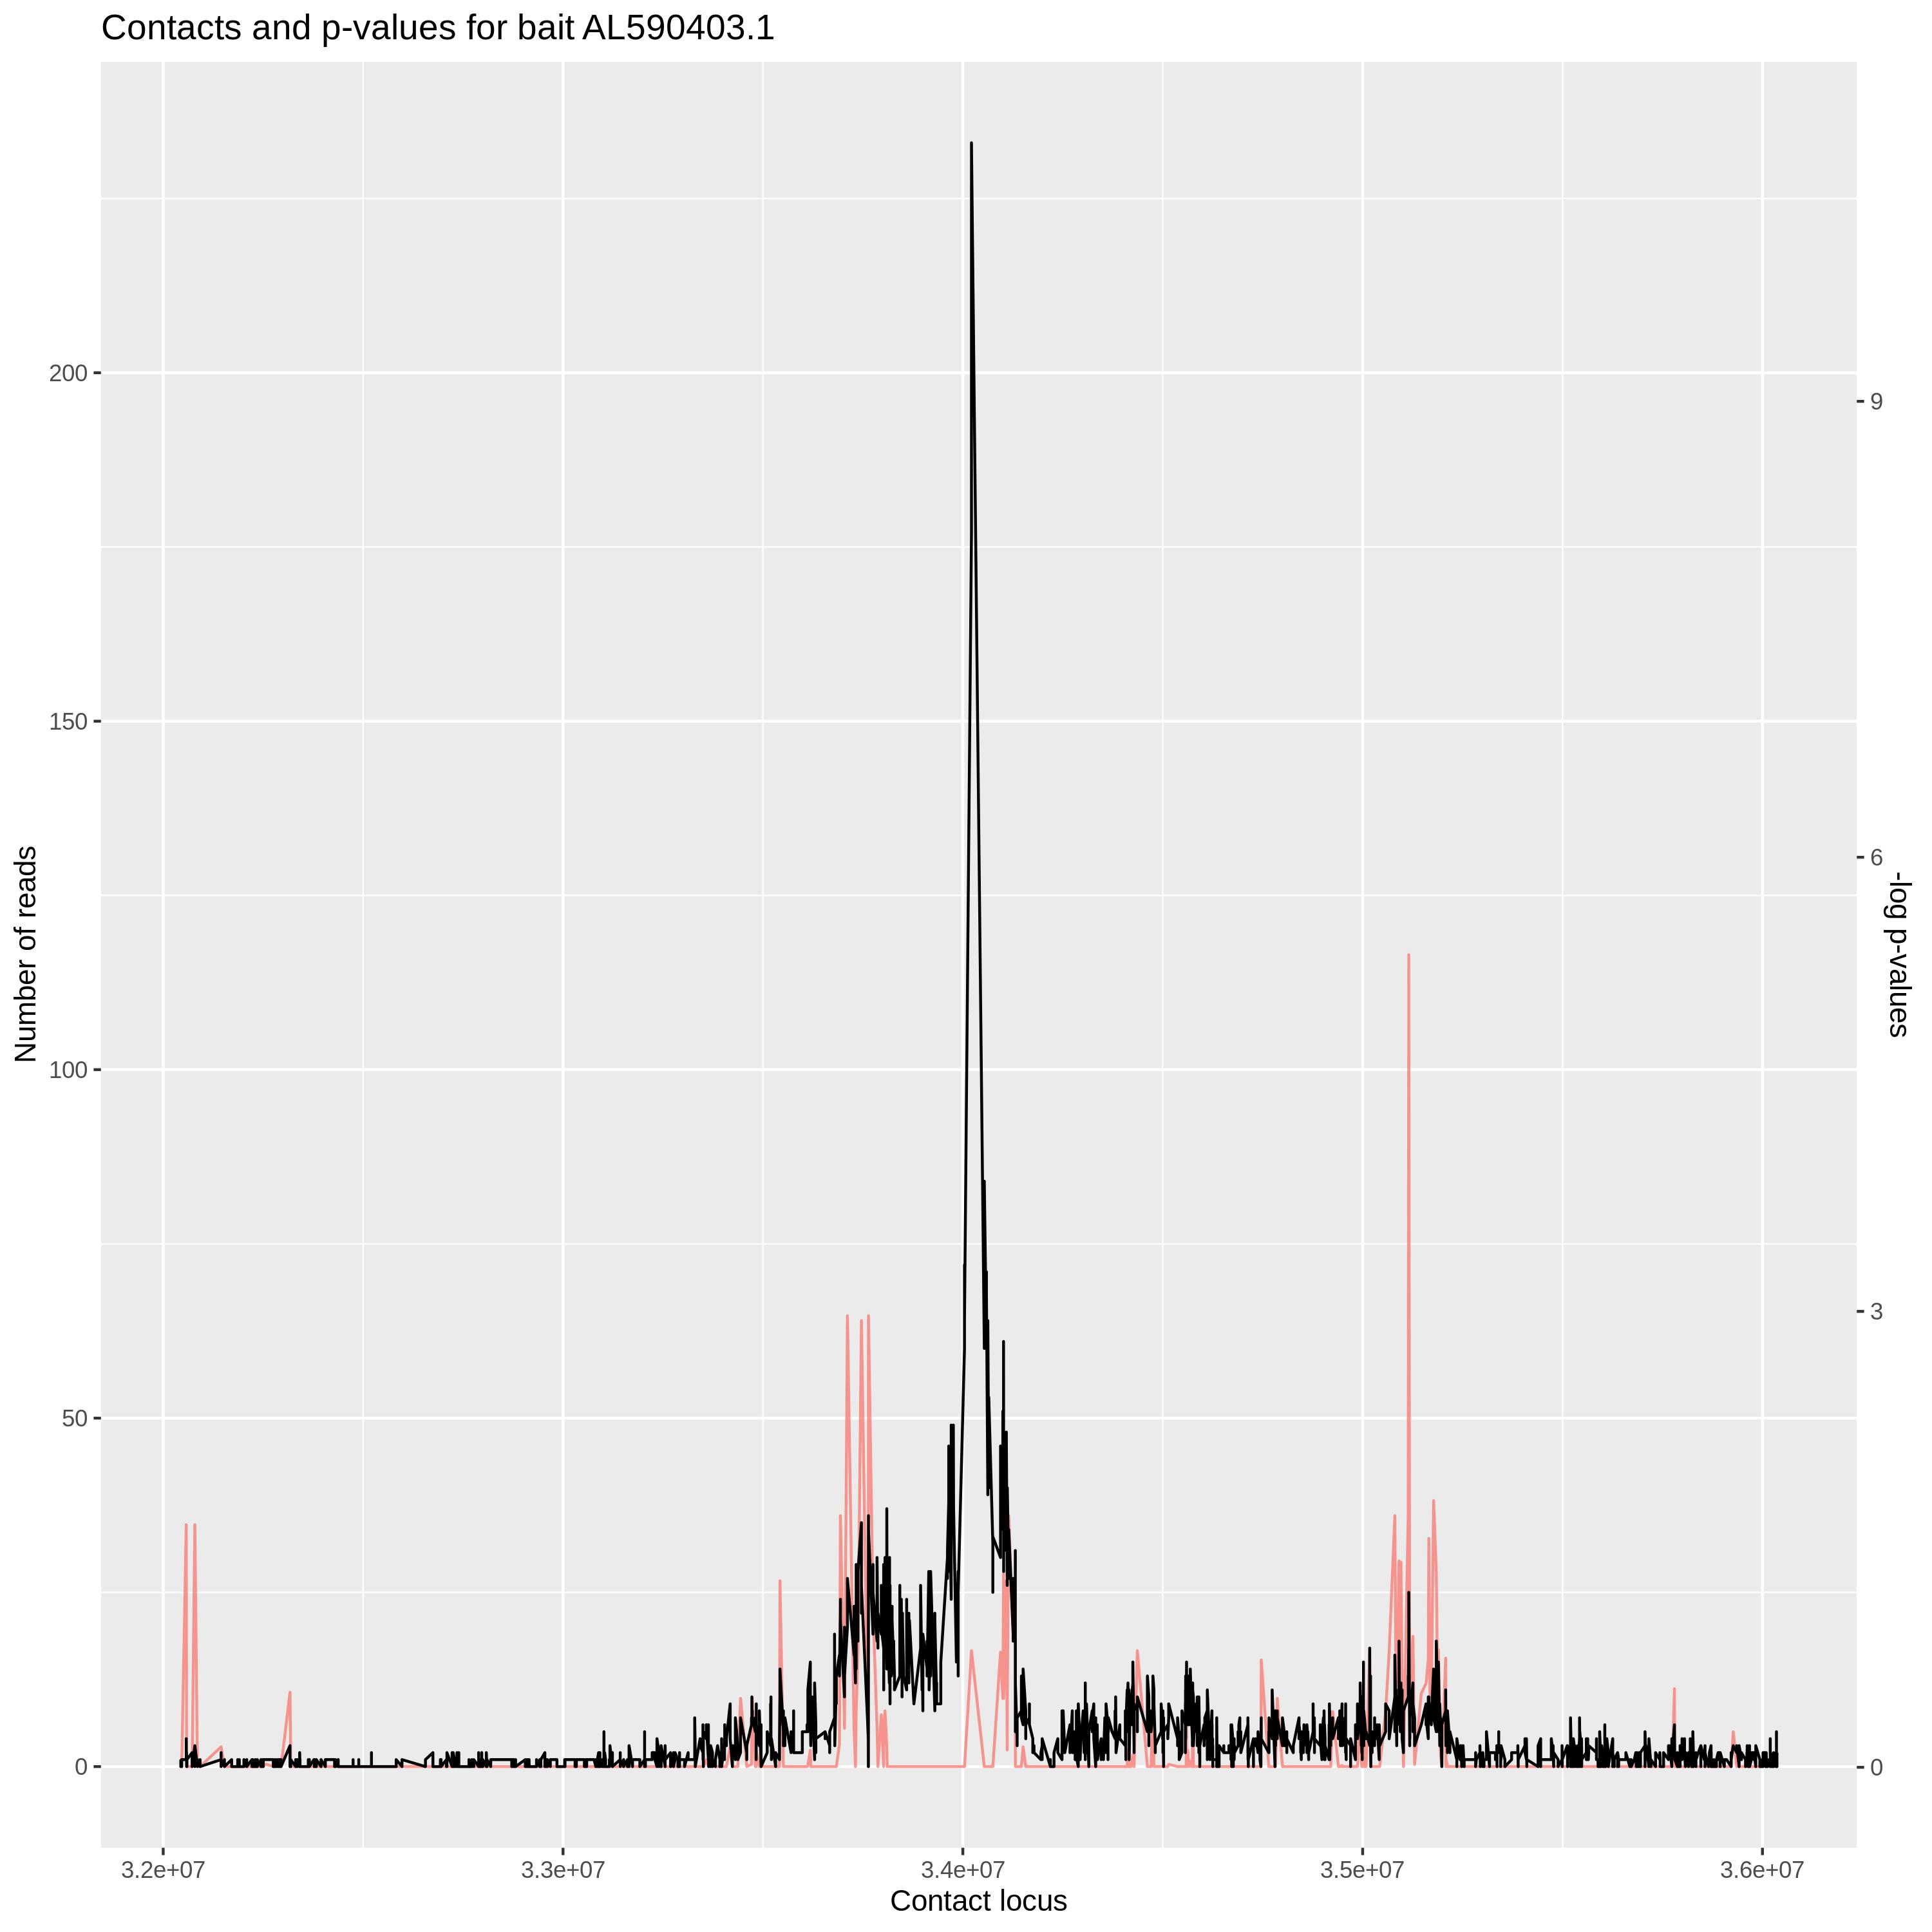 Contacts and p-values for bait AL590403.1
200
150
100
50
0
Number of reads
9
6
3
0
-log p-values
3.2e+07
3.3e+07
3.4e+07
3.5e+07
3.6e+07
Contact locus